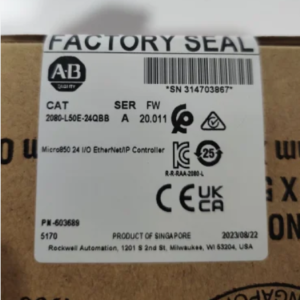 FACTORY SEAL
A-B
*SN 314703867*
CAT SER FW
2080-L50E-24QBB A 20.011
25
Micro850 24 I/O EtherNet/IP Controller
R-R-RAA-2080-L
CE UK CA
PN-603689
5170 PRODUCT OF SINGAPORE 2023/08/22
Rockwell Automation, 1201 S 2nd St, Milwaukee, WI 53204, USA